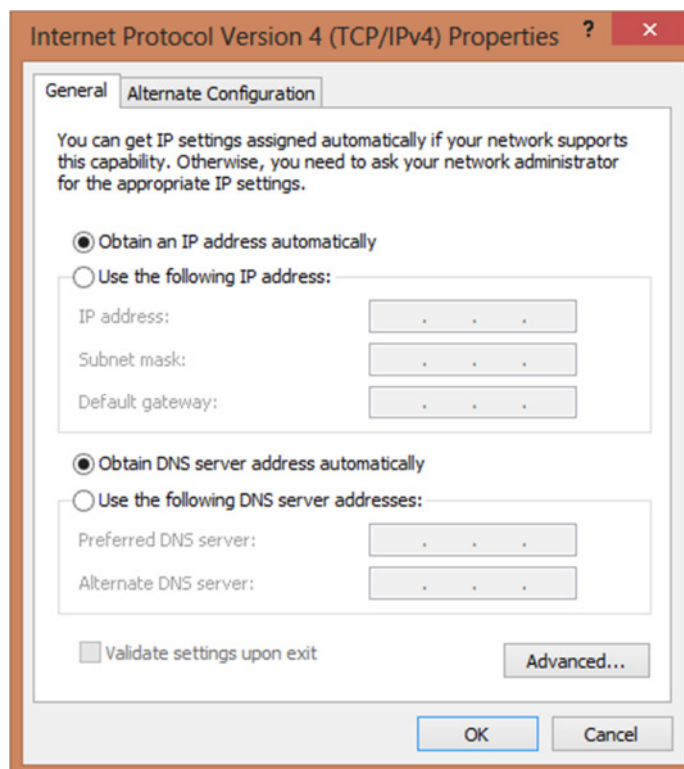 Internet Protocol Version 4 (TCP/IPv4) Properties ? ×
General Alternate Configuration
You can get IP settings assigned automatically if your network supports
this capability. Otherwise, you need to ask your network administrator
for the appropriate IP settings.
Obtain an IP address automatically
Use the following IP address:
IP address: . . .
Subnet mask: . . .
Default gateway: . . .
Obtain DNS server address automatically
Use the following DNS server addresses:
Preferred DNS server: . . .
Alternate DNS server: . . .
Validate settings upon exit
Advanced...
OK Cancel